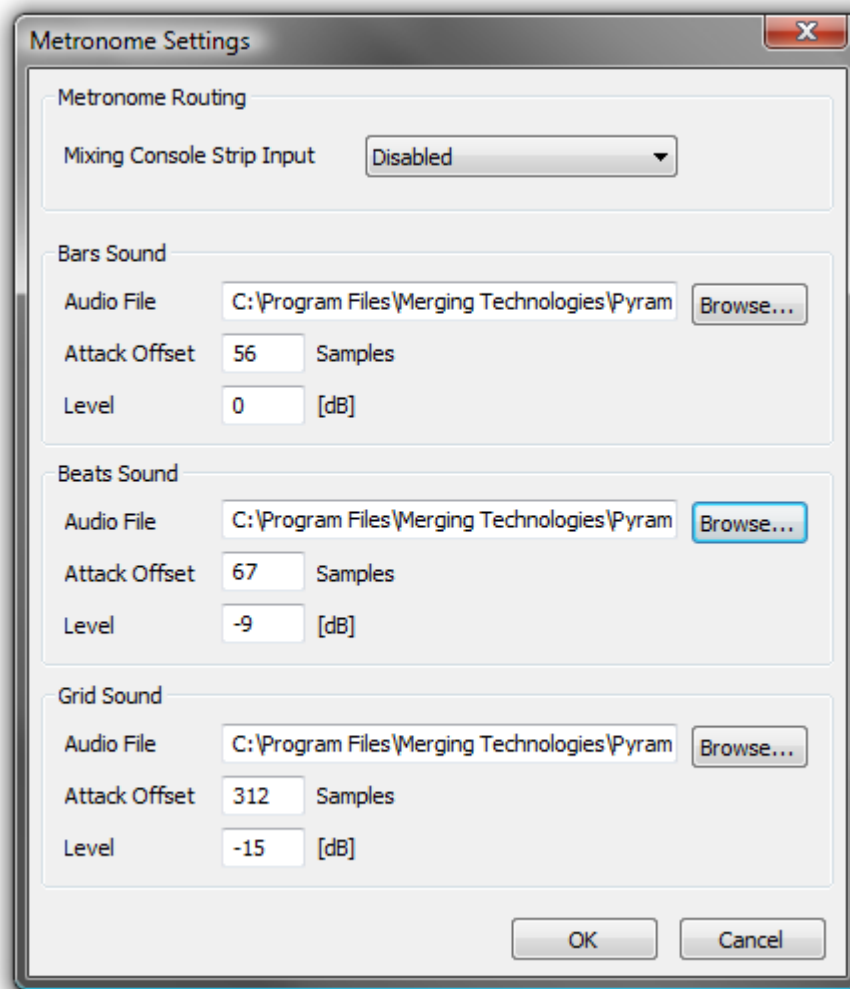 Metronome Settings
Metronome Routing
Mixing Console Strip Input Disabled
Bars Sound
Audio File C:\Program Files\Merging Technologies\Pyram Browse...
Attack Offset 56 Samples
Level 0 [dB]
Beats Sound
Audio File C:\Program Files\Merging Technologies\Pyram Browse...
Attack Offset 67 Samples
Level -9 [dB]
Grid Sound
Audio File C:\Program Files\Merging Technologies\Pyram Browse...
Attack Offset 312 Samples
Level -15 [dB]
OK Cancel